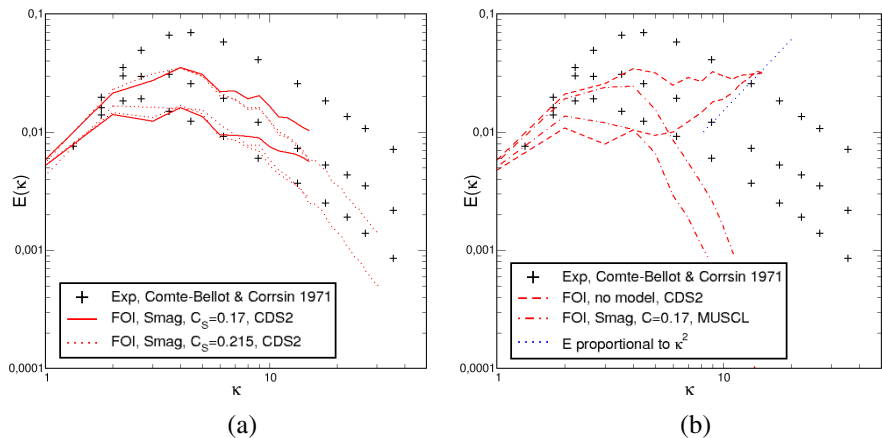 0,1
0,01
0,001
0,0001
E(κ)
1
10
κ
Exp, Comte-Bellot & Corrsin 1971
FOI, Smag, C_S=0.17, CDS2
FOI, Smag, C_S=0.215, CDS2
(a)
0,1
0,01
0,001
0,0001
E(κ)
1
10
κ
Exp, Comte-Bellot & Corrsin 1971
FOI, no model, CDS2
FOI, Smag, C=0.17, MUSCL
E proportional to κ²
(b)